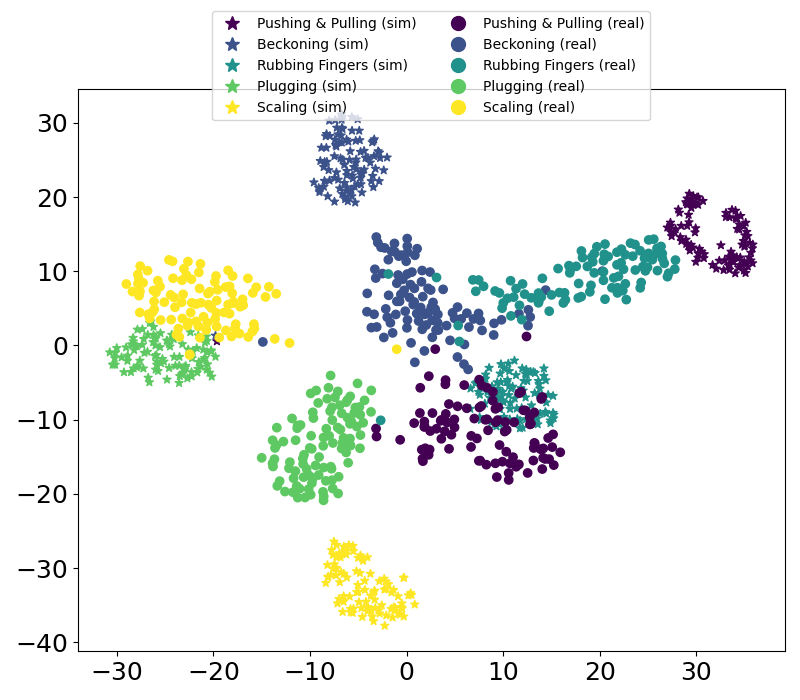 Pushing & Pulling (sim) Pushing & Pulling (real)
Beckoning (sim) Beckoning (real)
Rubbing Fingers (sim) Rubbing Fingers (real)
Plugging (sim) Plugging (real)
Scaling (sim) Scaling (real)
30
20
10
0
−10
−20
−30
−40
−30 −20 −10 0 10 20 30